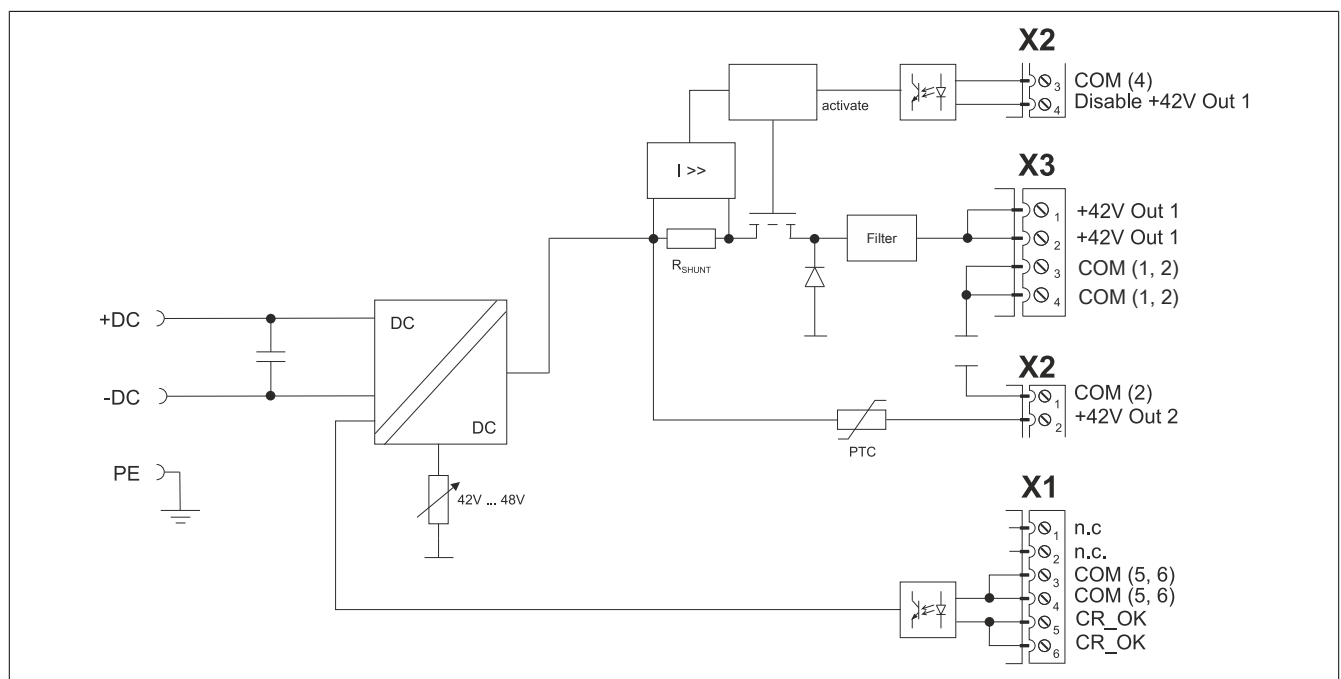 X2
3 COM (4)
4 Disable +42V Out 1
activate
I >>
X3
1 +42V Out 1
2 +42V Out 1
3 COM (1, 2)
4 COM (1, 2)
Filter
RSHUNT
+DC
DC
-DC
DC
X2
1 COM (2)
2 +42V Out 2
PTC
PE
42V ... 48V
X1
1 n.c
2 n.c.
3 COM (5, 6)
4 COM (5, 6)
5 CR_OK
6 CR_OK